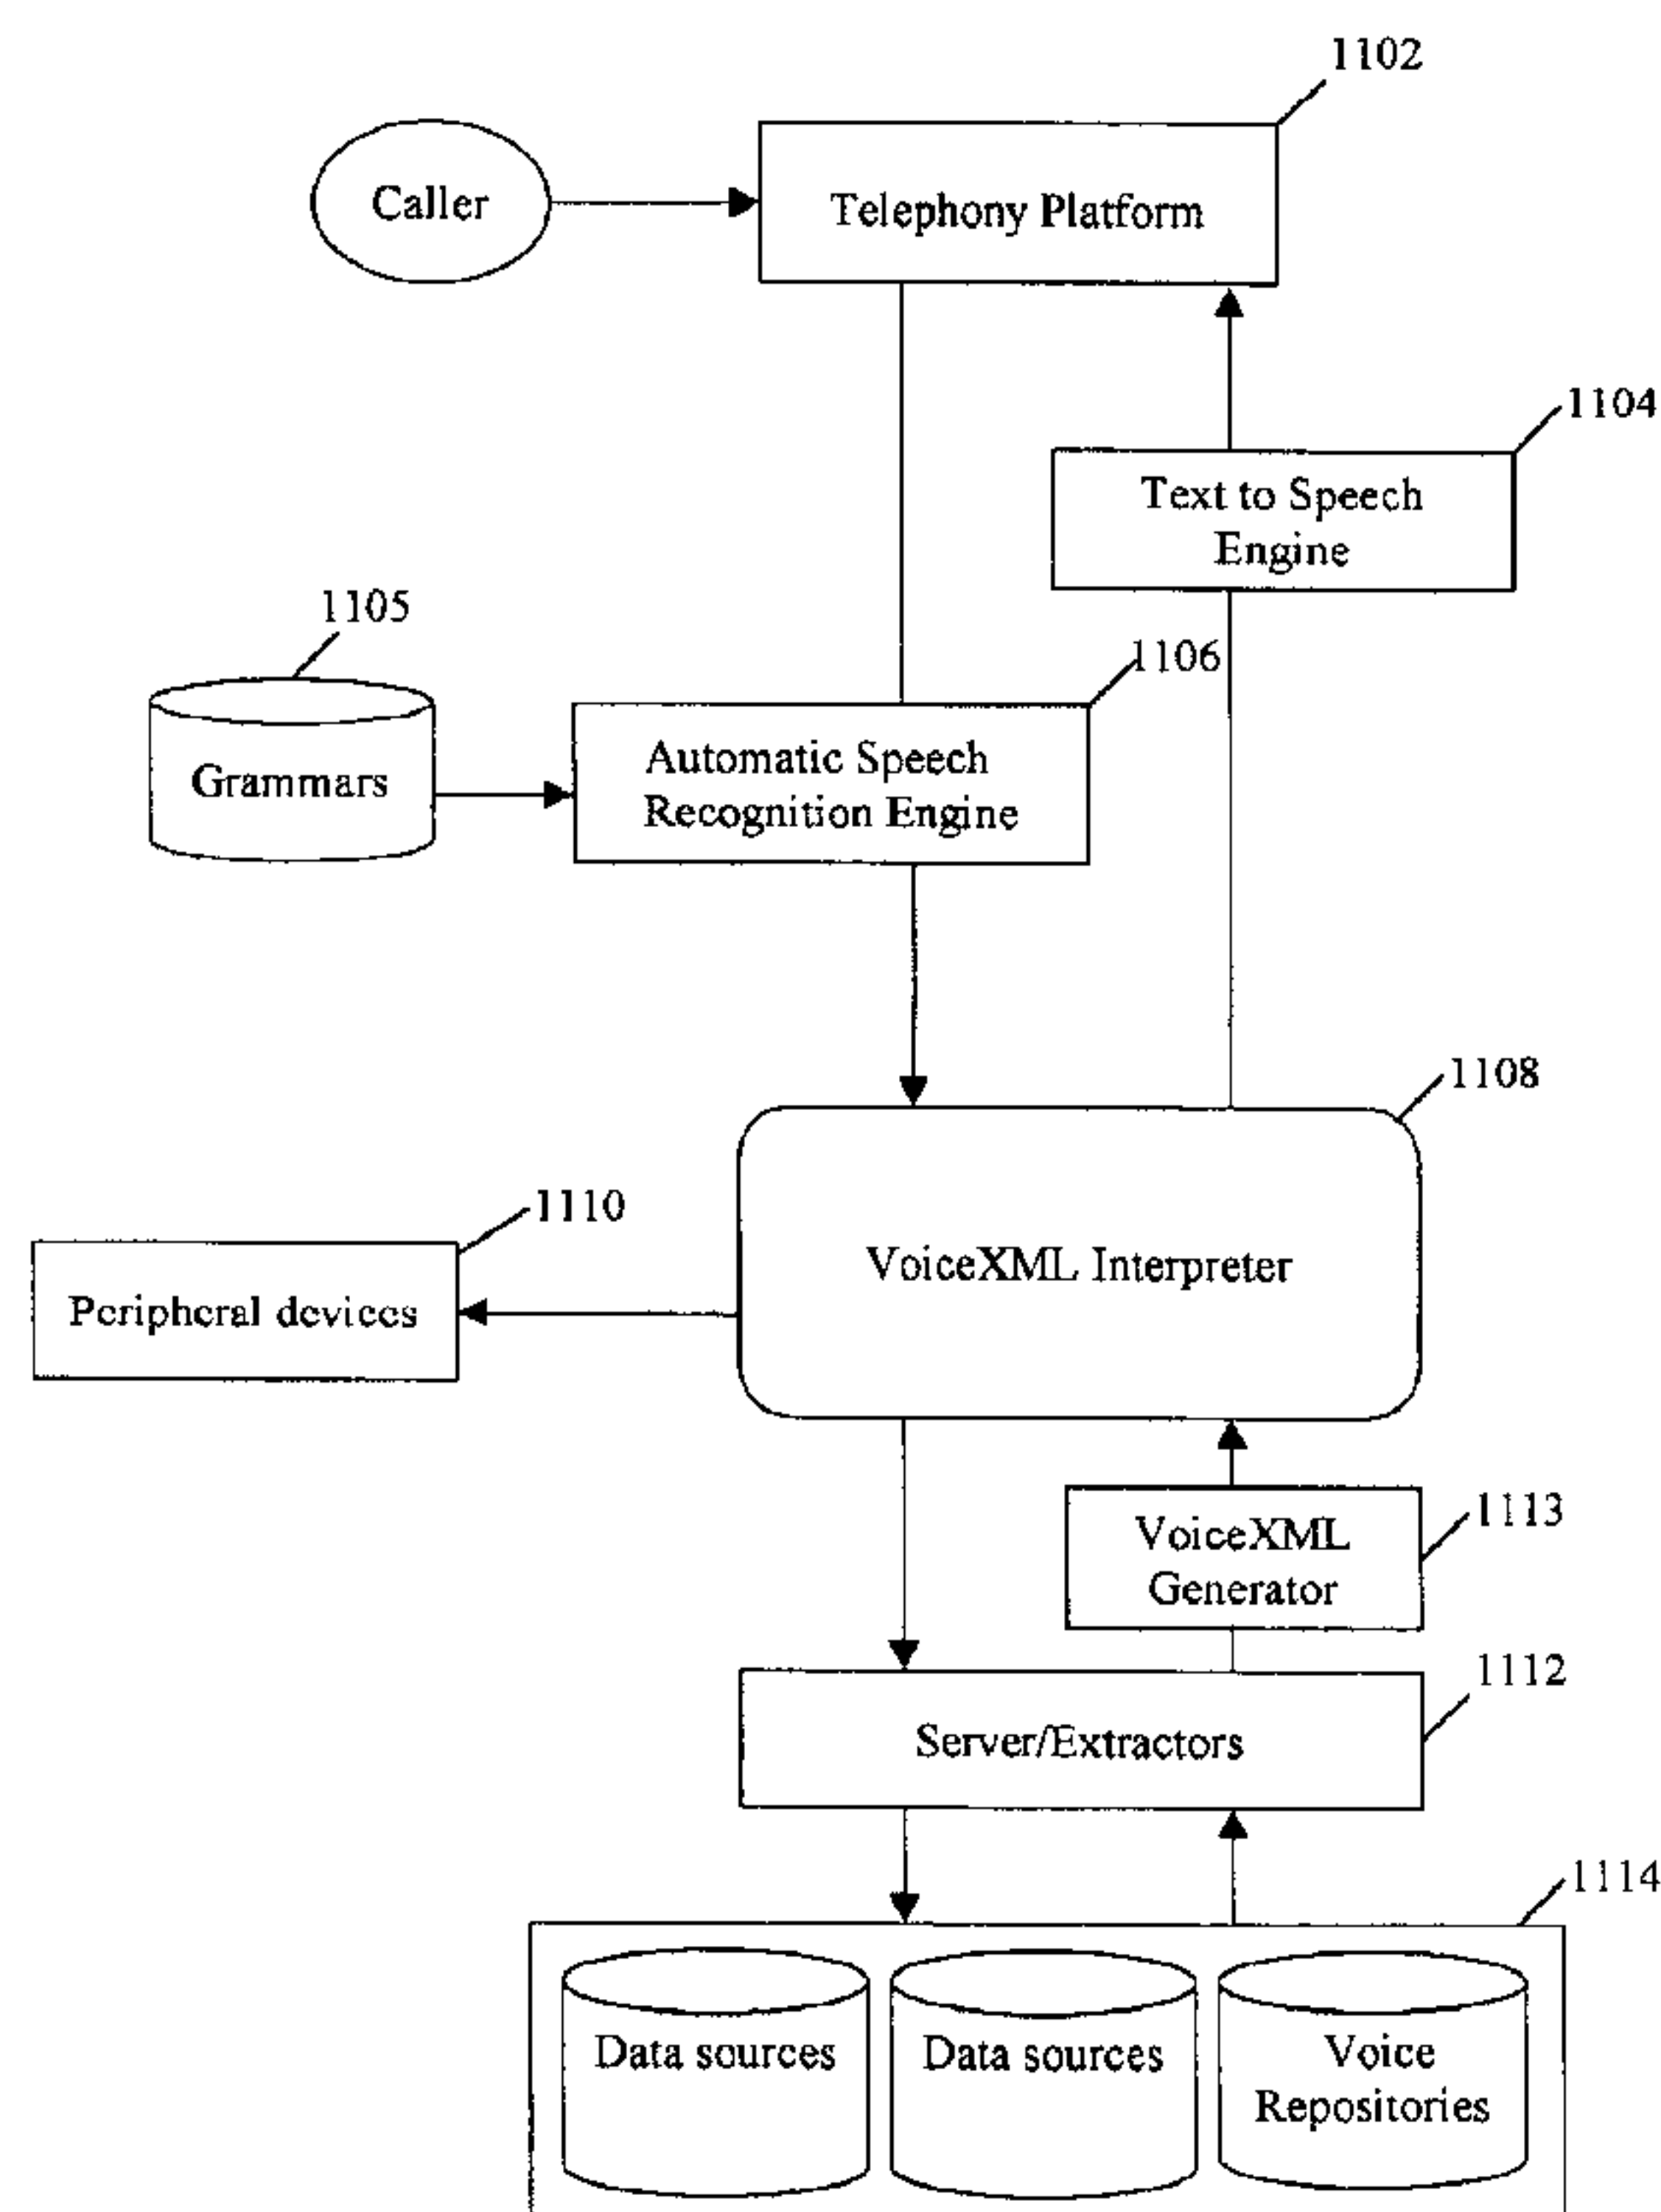 1102
Caller
Telephony Platform
1104
Text to Speech
Engine
1105
1106
Grammars
Automatic Speech
Recognition Engine
1108
1110
VoiceXML Interpreter
Peripheral devices
1113
VoiceXML
Generator
1112
Server/Extractors
1114
Data sources
Data sources
Voice
Repositories